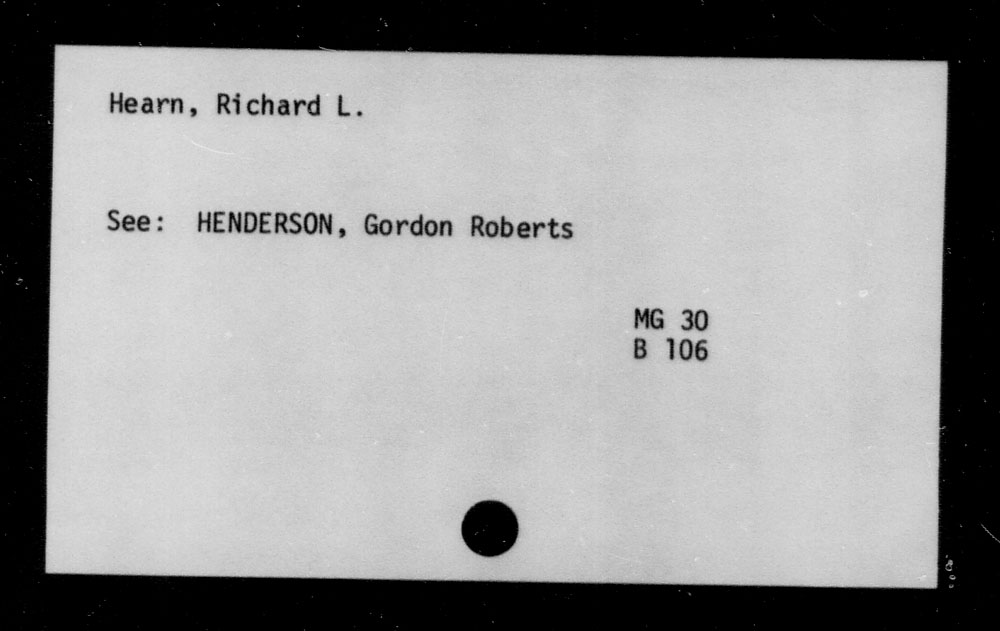 Hearn, Richard L.
See: HENDERSON, Gordon Roberts
MG 30
B 106